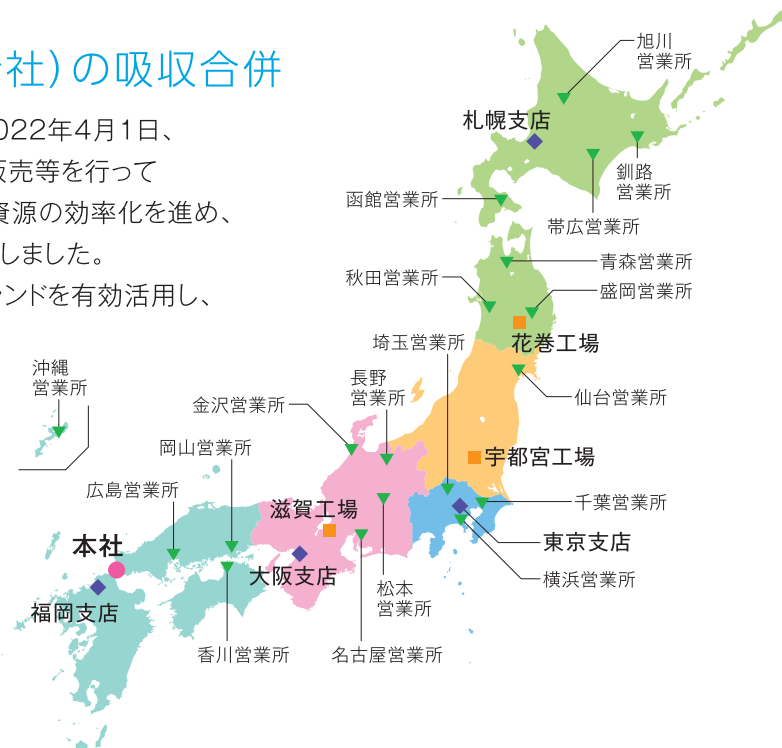 社）の吸収合併
022年4月1日、
販売等を行って
資源の効率化を進め、
しました。
ンドを有効活用し、
旭川
営業所
札幌支店
釧路
営業所
函館営業所
帯広営業所
青森営業所
秋田営業所
盛岡営業所
花巻工場
埼玉営業所
沖縄
営業所
長野
営業所
仙台営業所
金沢営業所
岡山営業所
宇都宮工場
広島営業所
千葉営業所
滋賀工場
東京支店
本社
大阪支店
横浜営業所
松本
営業所
福岡支店
香川営業所
名古屋営業所